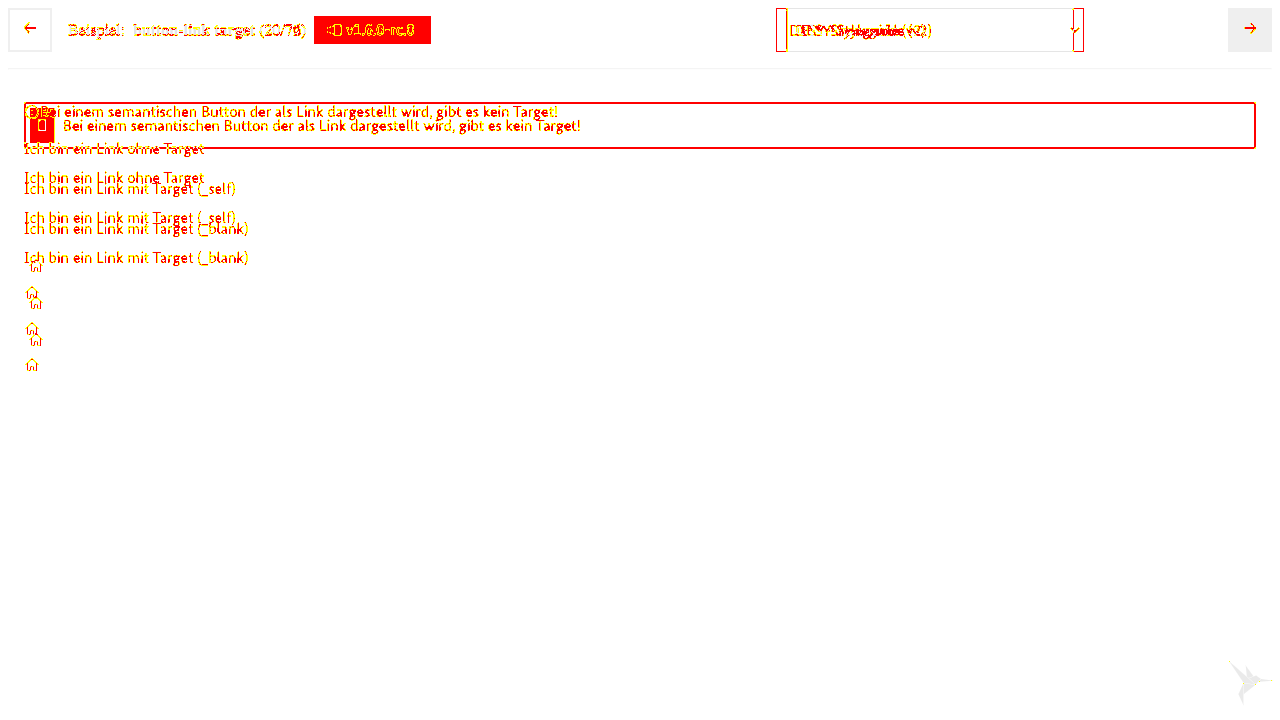 Beispiel: button-link target
v1.6.0-rc.0
Bei einem semantischen Button der als Link dargestellt wird, gibt es kein Target!
Bei einem semantischen Button der als Link dargestellt wird, gibt es kein Target!
Ich bin ein Link ohne Target
Ich bin ein Link ohne Target
Ich bin ein Link mit Target (_self)
Ich bin ein Link mit Target (_self)
Ich bin ein Link mit Target (_blank)
Ich bin ein Link mit Target (_blank)